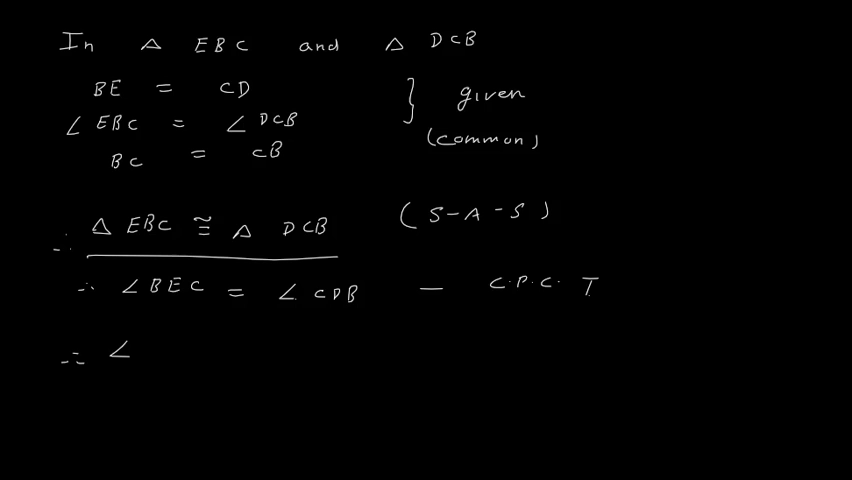 In △ EBC and △ DCB
BE = CD } given
∠ EBC = ∠ DCB
BC = CB (common)
∴ △ EBC ≅ △ DCB (S-A-S)
∴ ∠BEC = ∠CDB — C.P.C.T
∴ ∠